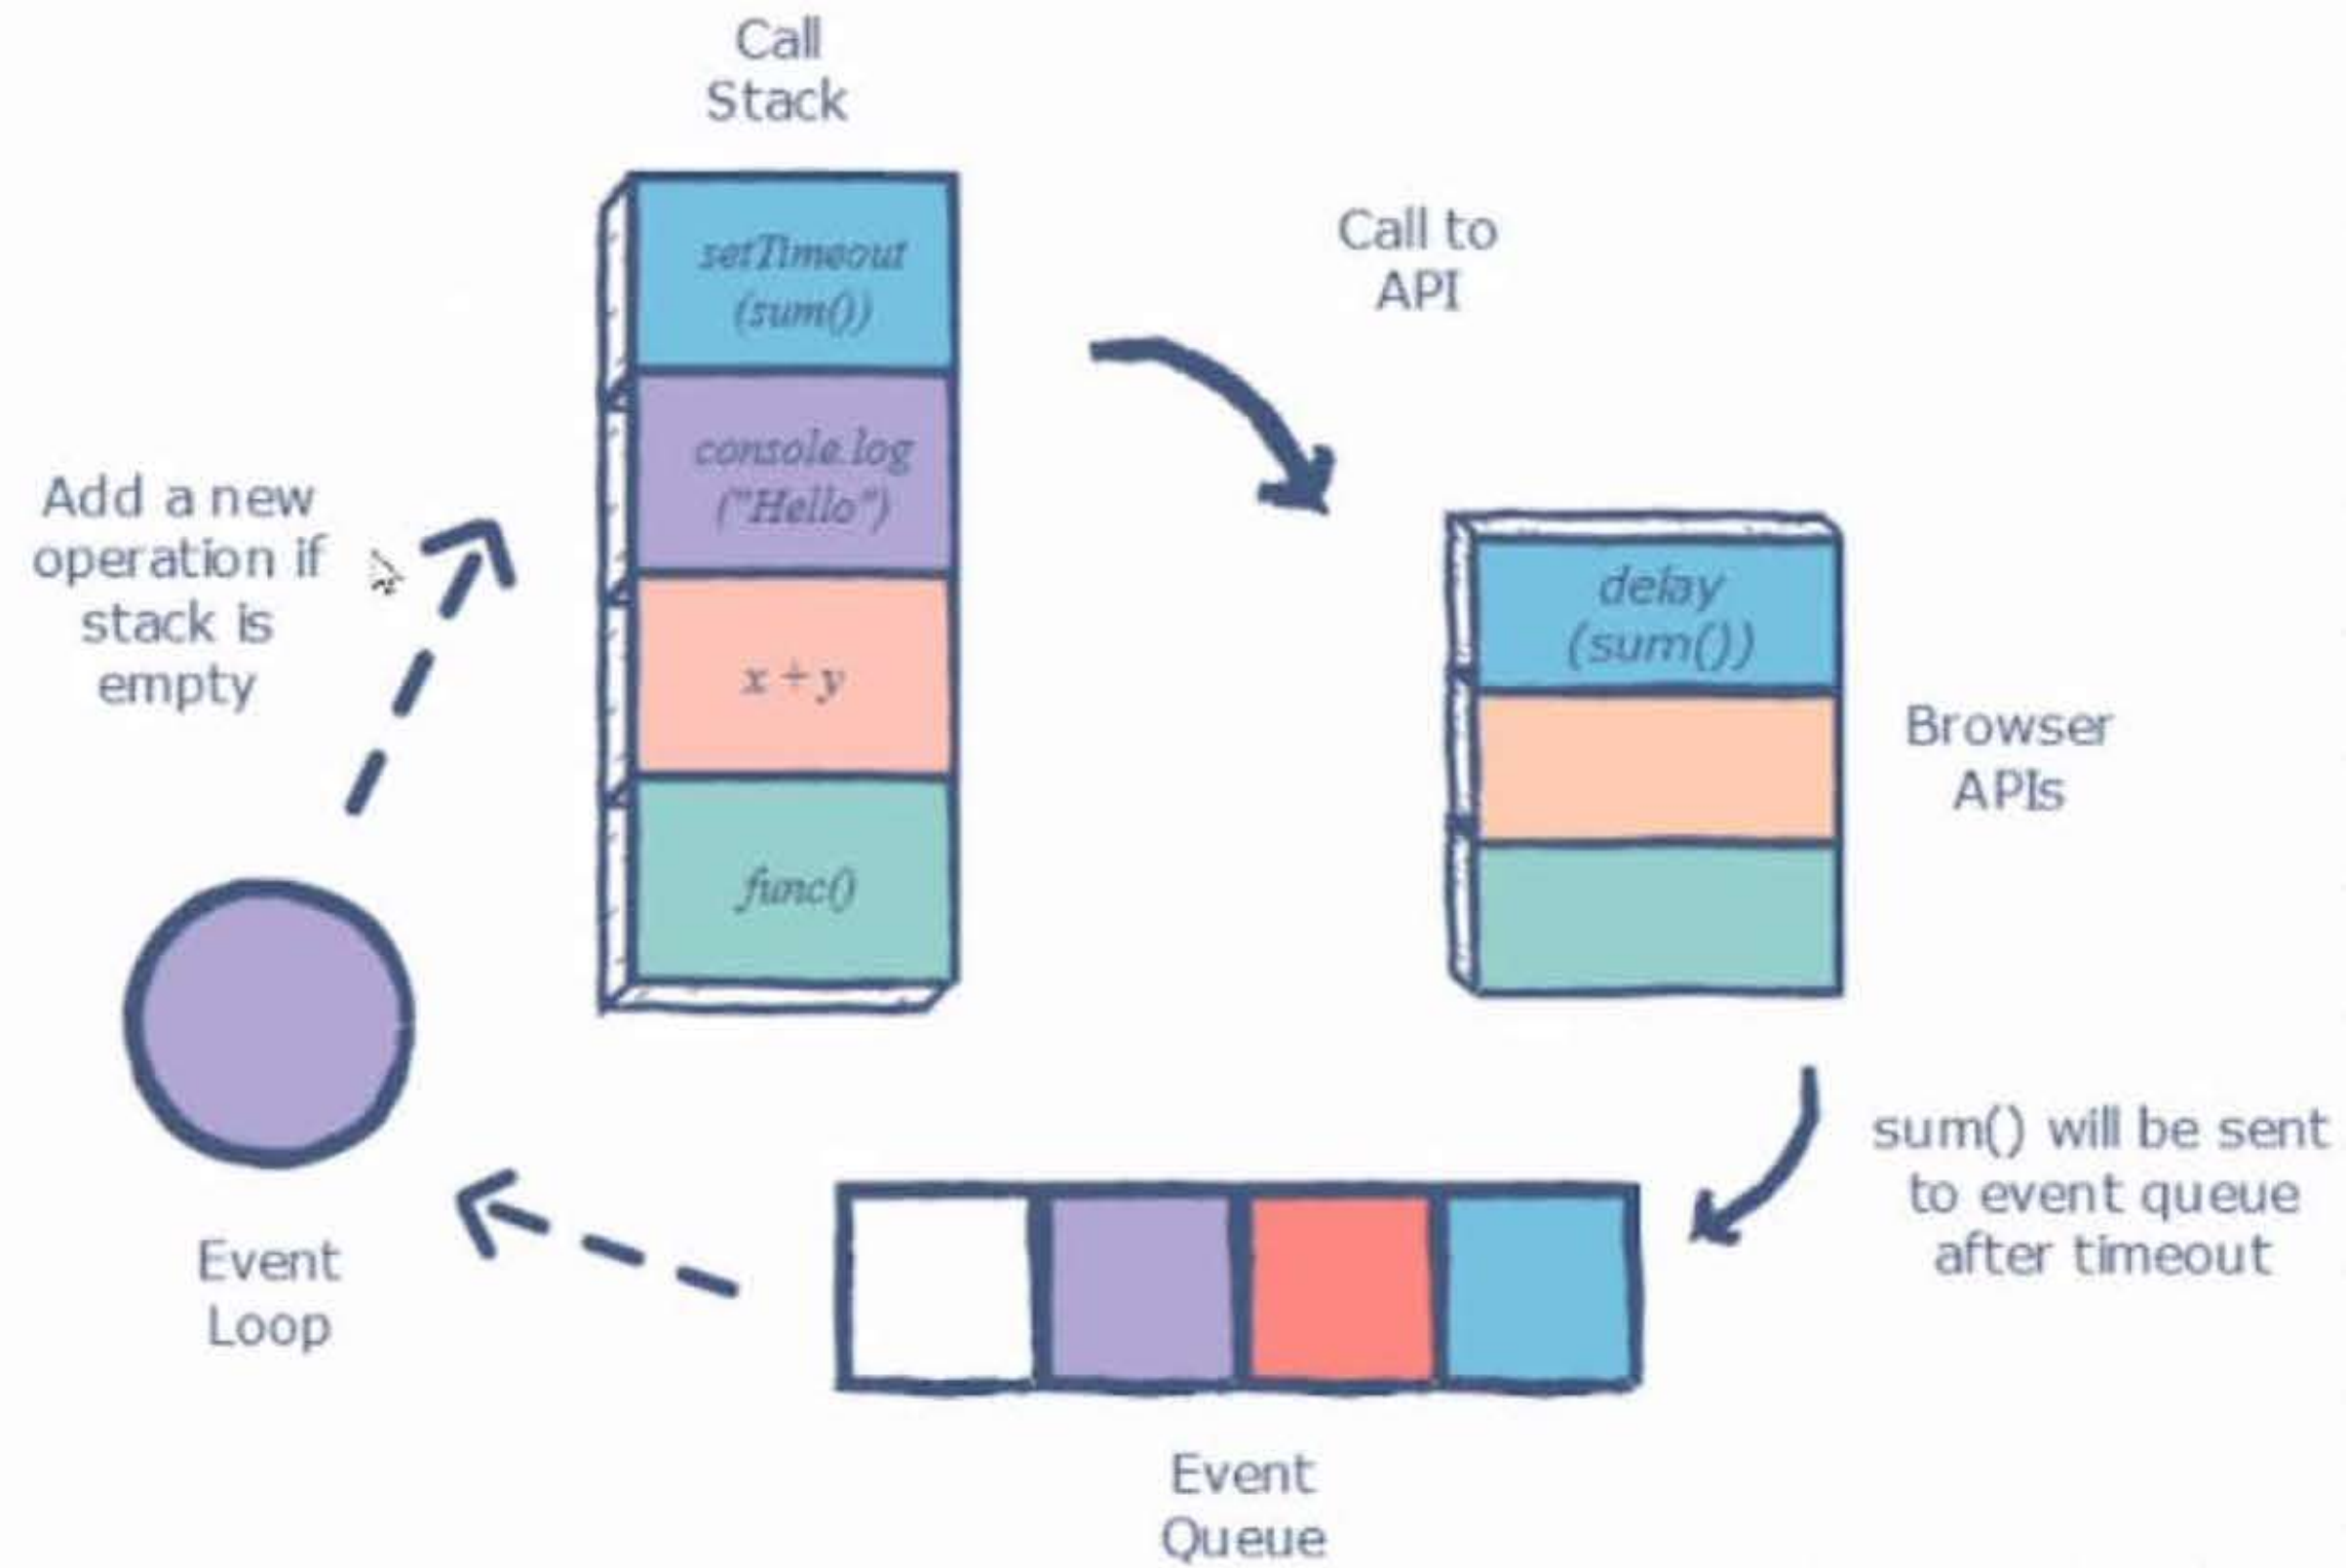 Call
Stack
setTimeout
(sum())
console.log
("Hello")
x + y
func()
Call to
API
Add a new
operation if
stack is
empty
delay
(sum())
Browser
APIs
sum() will be sent
to event queue
after timeout
Event
Loop
Event
Queue